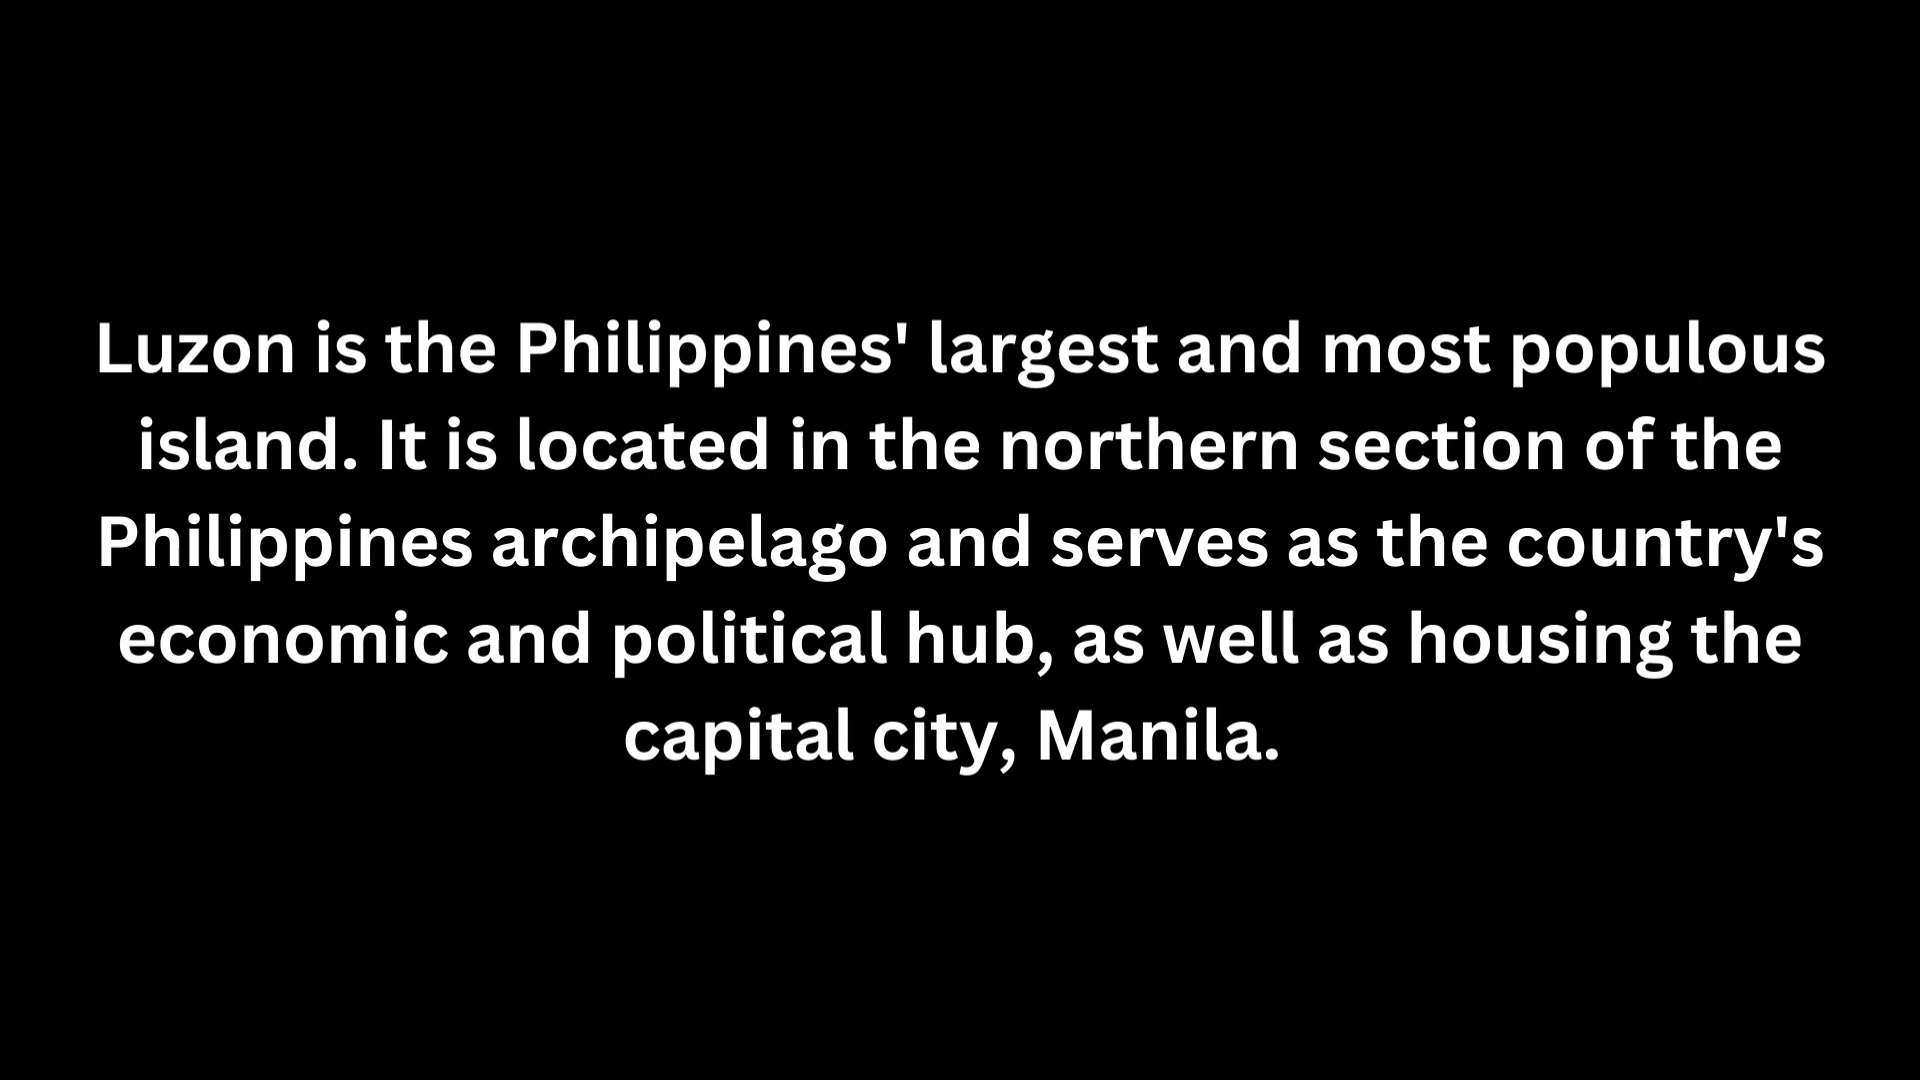 Luzon is the Philippines' largest and most populous
island. It is located in the northern section of the
Philippines archipelago and serves as the country's
economic and political hub, as well as housing the
capital city, Manila.